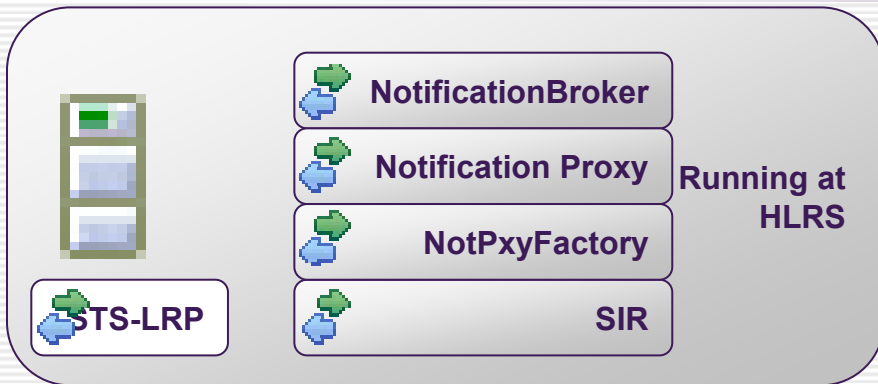 NotificationBroker
Notification Proxy
NotPxyFactory
SIR
Running at
HLRS
STS-LRP